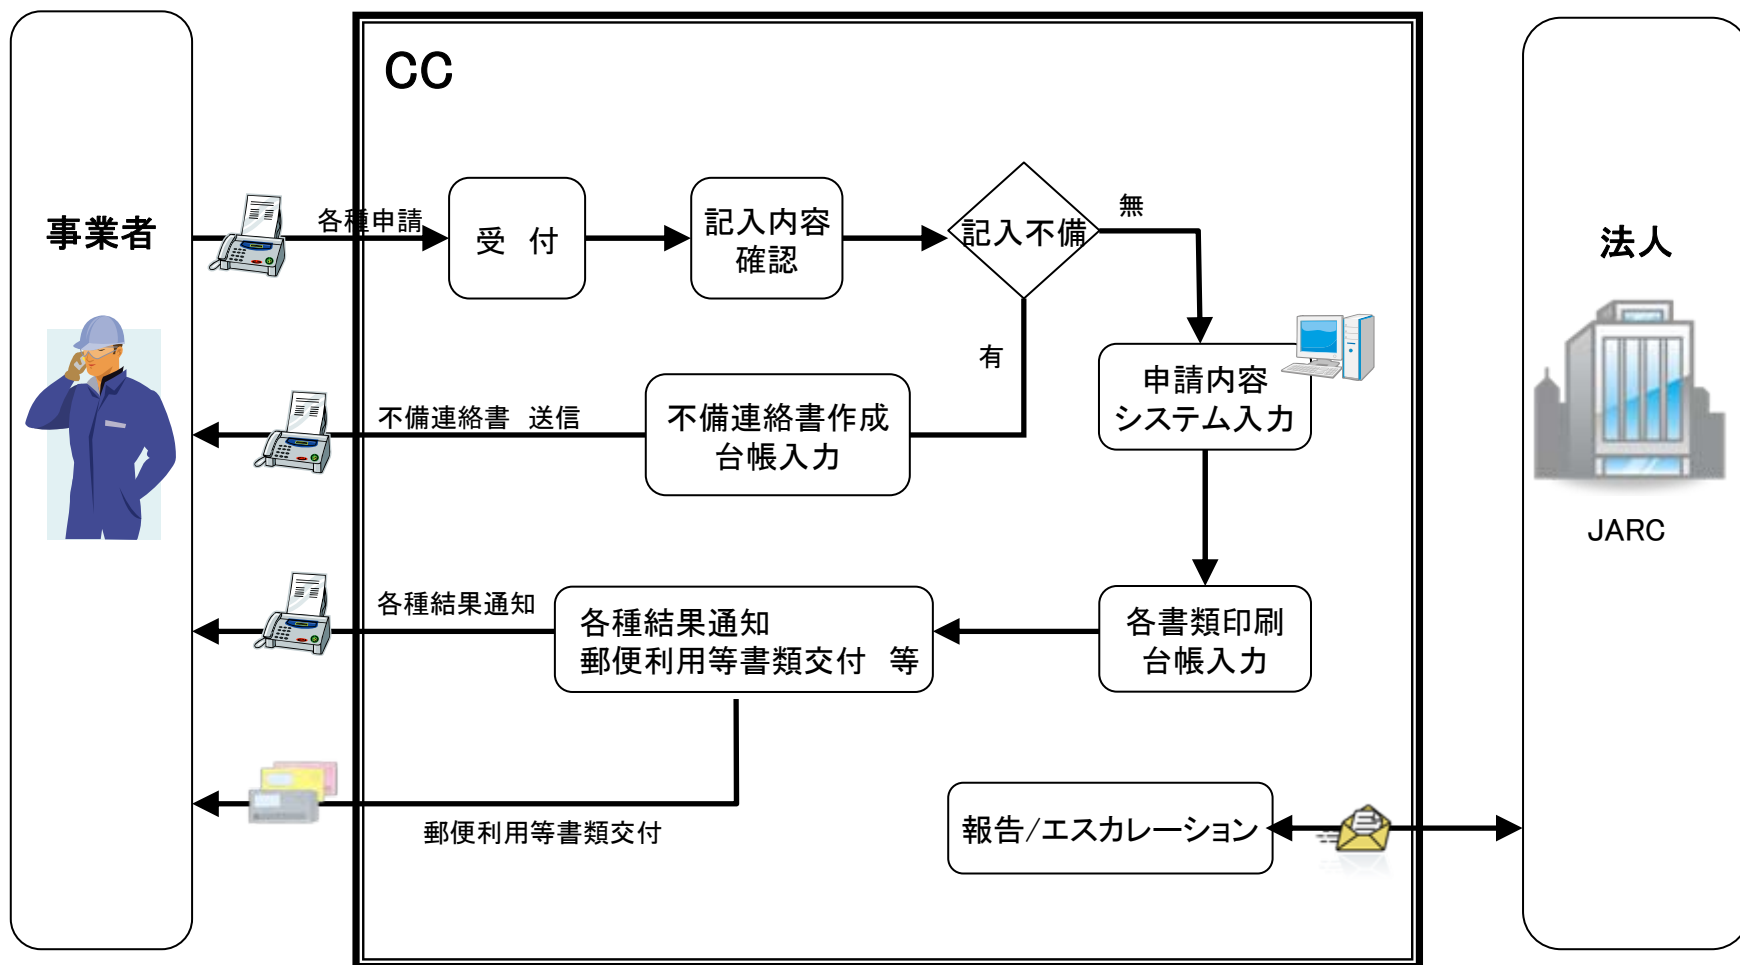 CC
事業者
各種申請
受　付
記入内容
確認
記入不備
無
有
法人
JARC
申請内容
システム入力
不備連絡書　送信
不備連絡書作成
台帳入力
各種結果通知
各種結果通知
郵便利用等書類交付　等
各書類印刷
台帳入力
郵便利用等書類交付
報告/エスカレーション